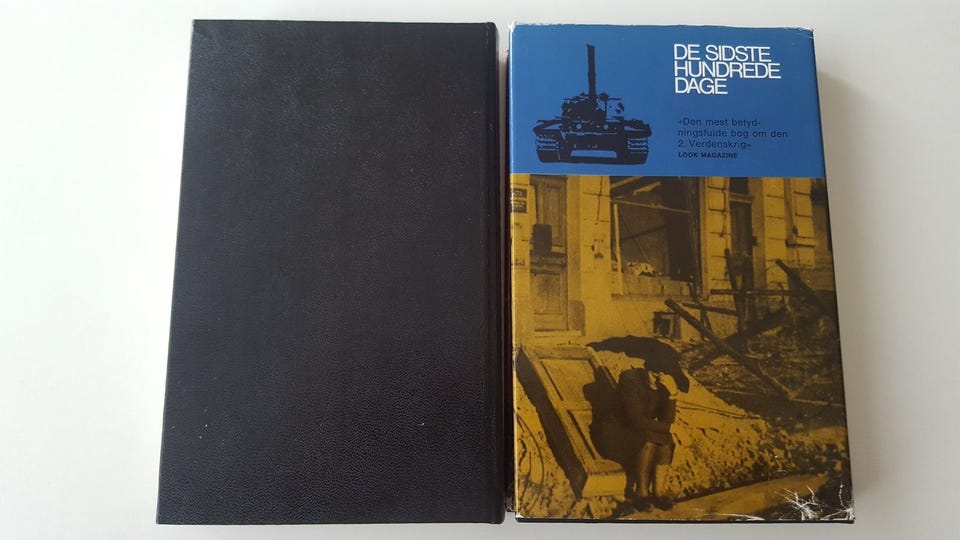 DE SIDSTE
HUNDREDE
DAGE
»Den mest betyd-
ningsfulde bog om den
2. Verdenskrig«
LOOK MAGAZINE